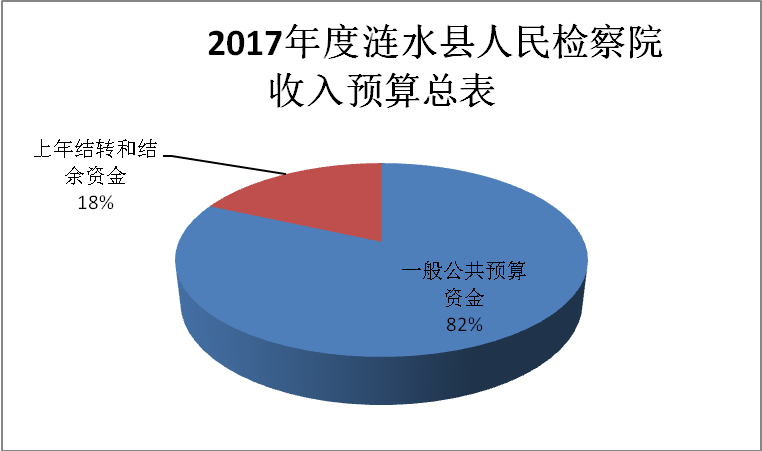 2017年度涟水县人民检察院
收入预算总表
上年结转和结
余资金
18%
一般公共预算
资金
82%